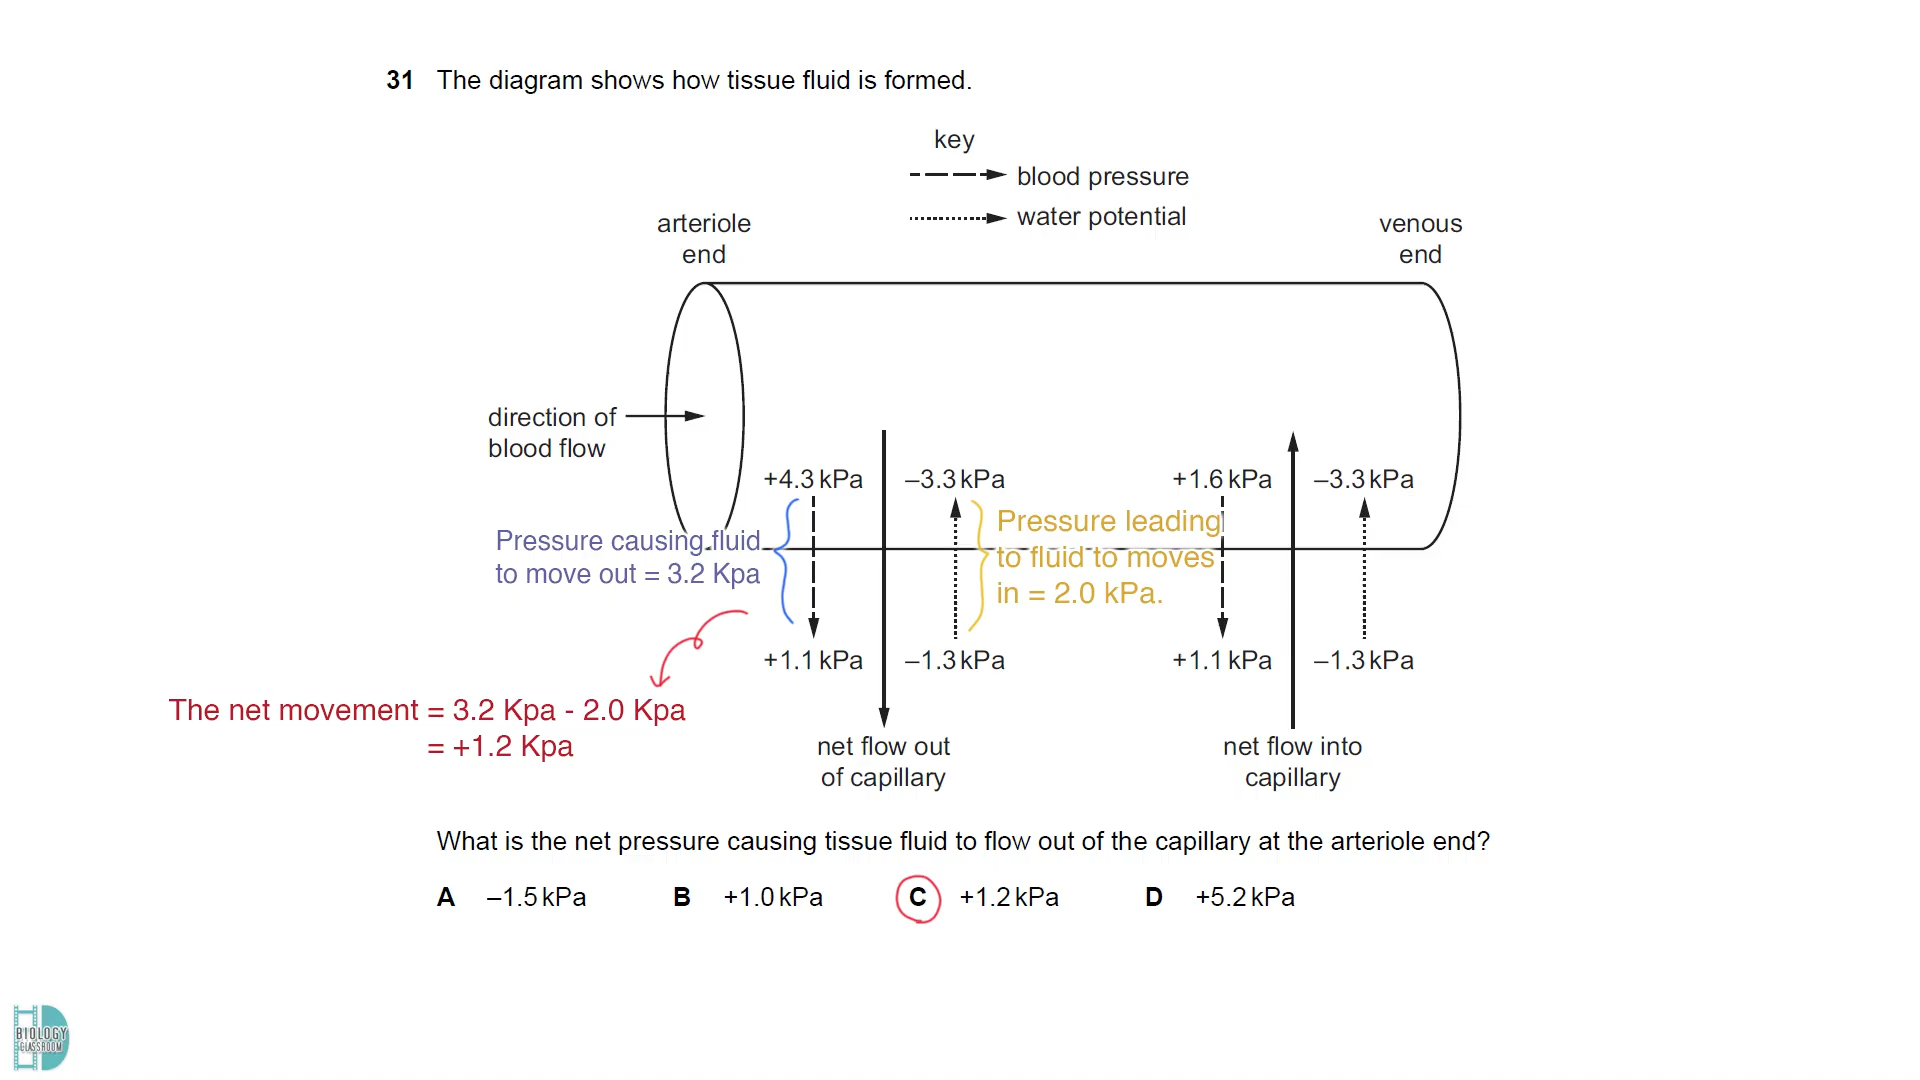 31 The diagram shows how tissue fluid is formed.
key
blood pressure
water potential
arteriole
end
venous
end
direction of
blood flow
+4.3 kPa
–3.3 kPa
+1.6 kPa
–3.3 kPa
Pressure causing fluid
to move out = 3.2 Kpa
Pressure leading
to fluid to moves
in = 2.0 kPa.
+1.1 kPa
–1.3 kPa
+1.1 kPa
–1.3 kPa
The net movement = 3.2 Kpa - 2.0 Kpa
= +1.2 Kpa
net flow out
of capillary
net flow into
capillary
What is the net pressure causing tissue fluid to flow out of the capillary at the arteriole end?
A –1.5 kPa B +1.0 kPa C +1.2 kPa D +5.2 kPa
BIOLOGY
CLASSROOM